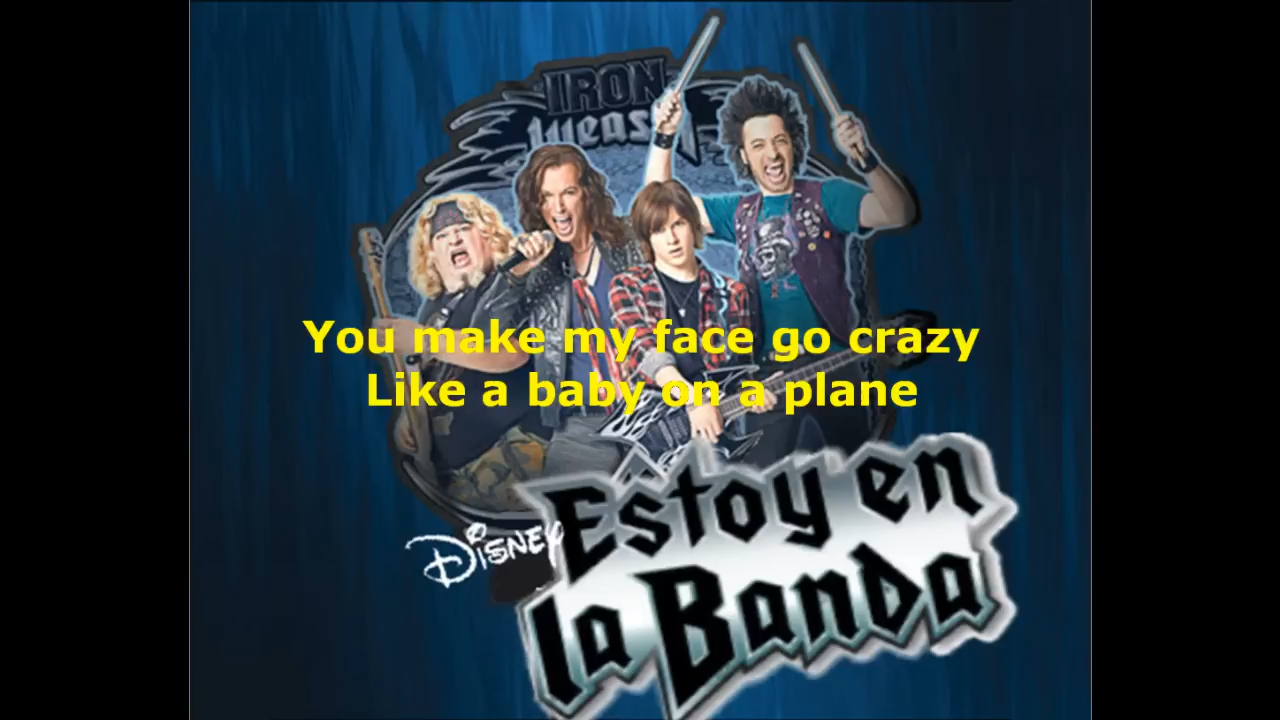 IRON
Weasel
You make my face go crazy
Like a baby on a plane
Disney
Estoy en
la Banda